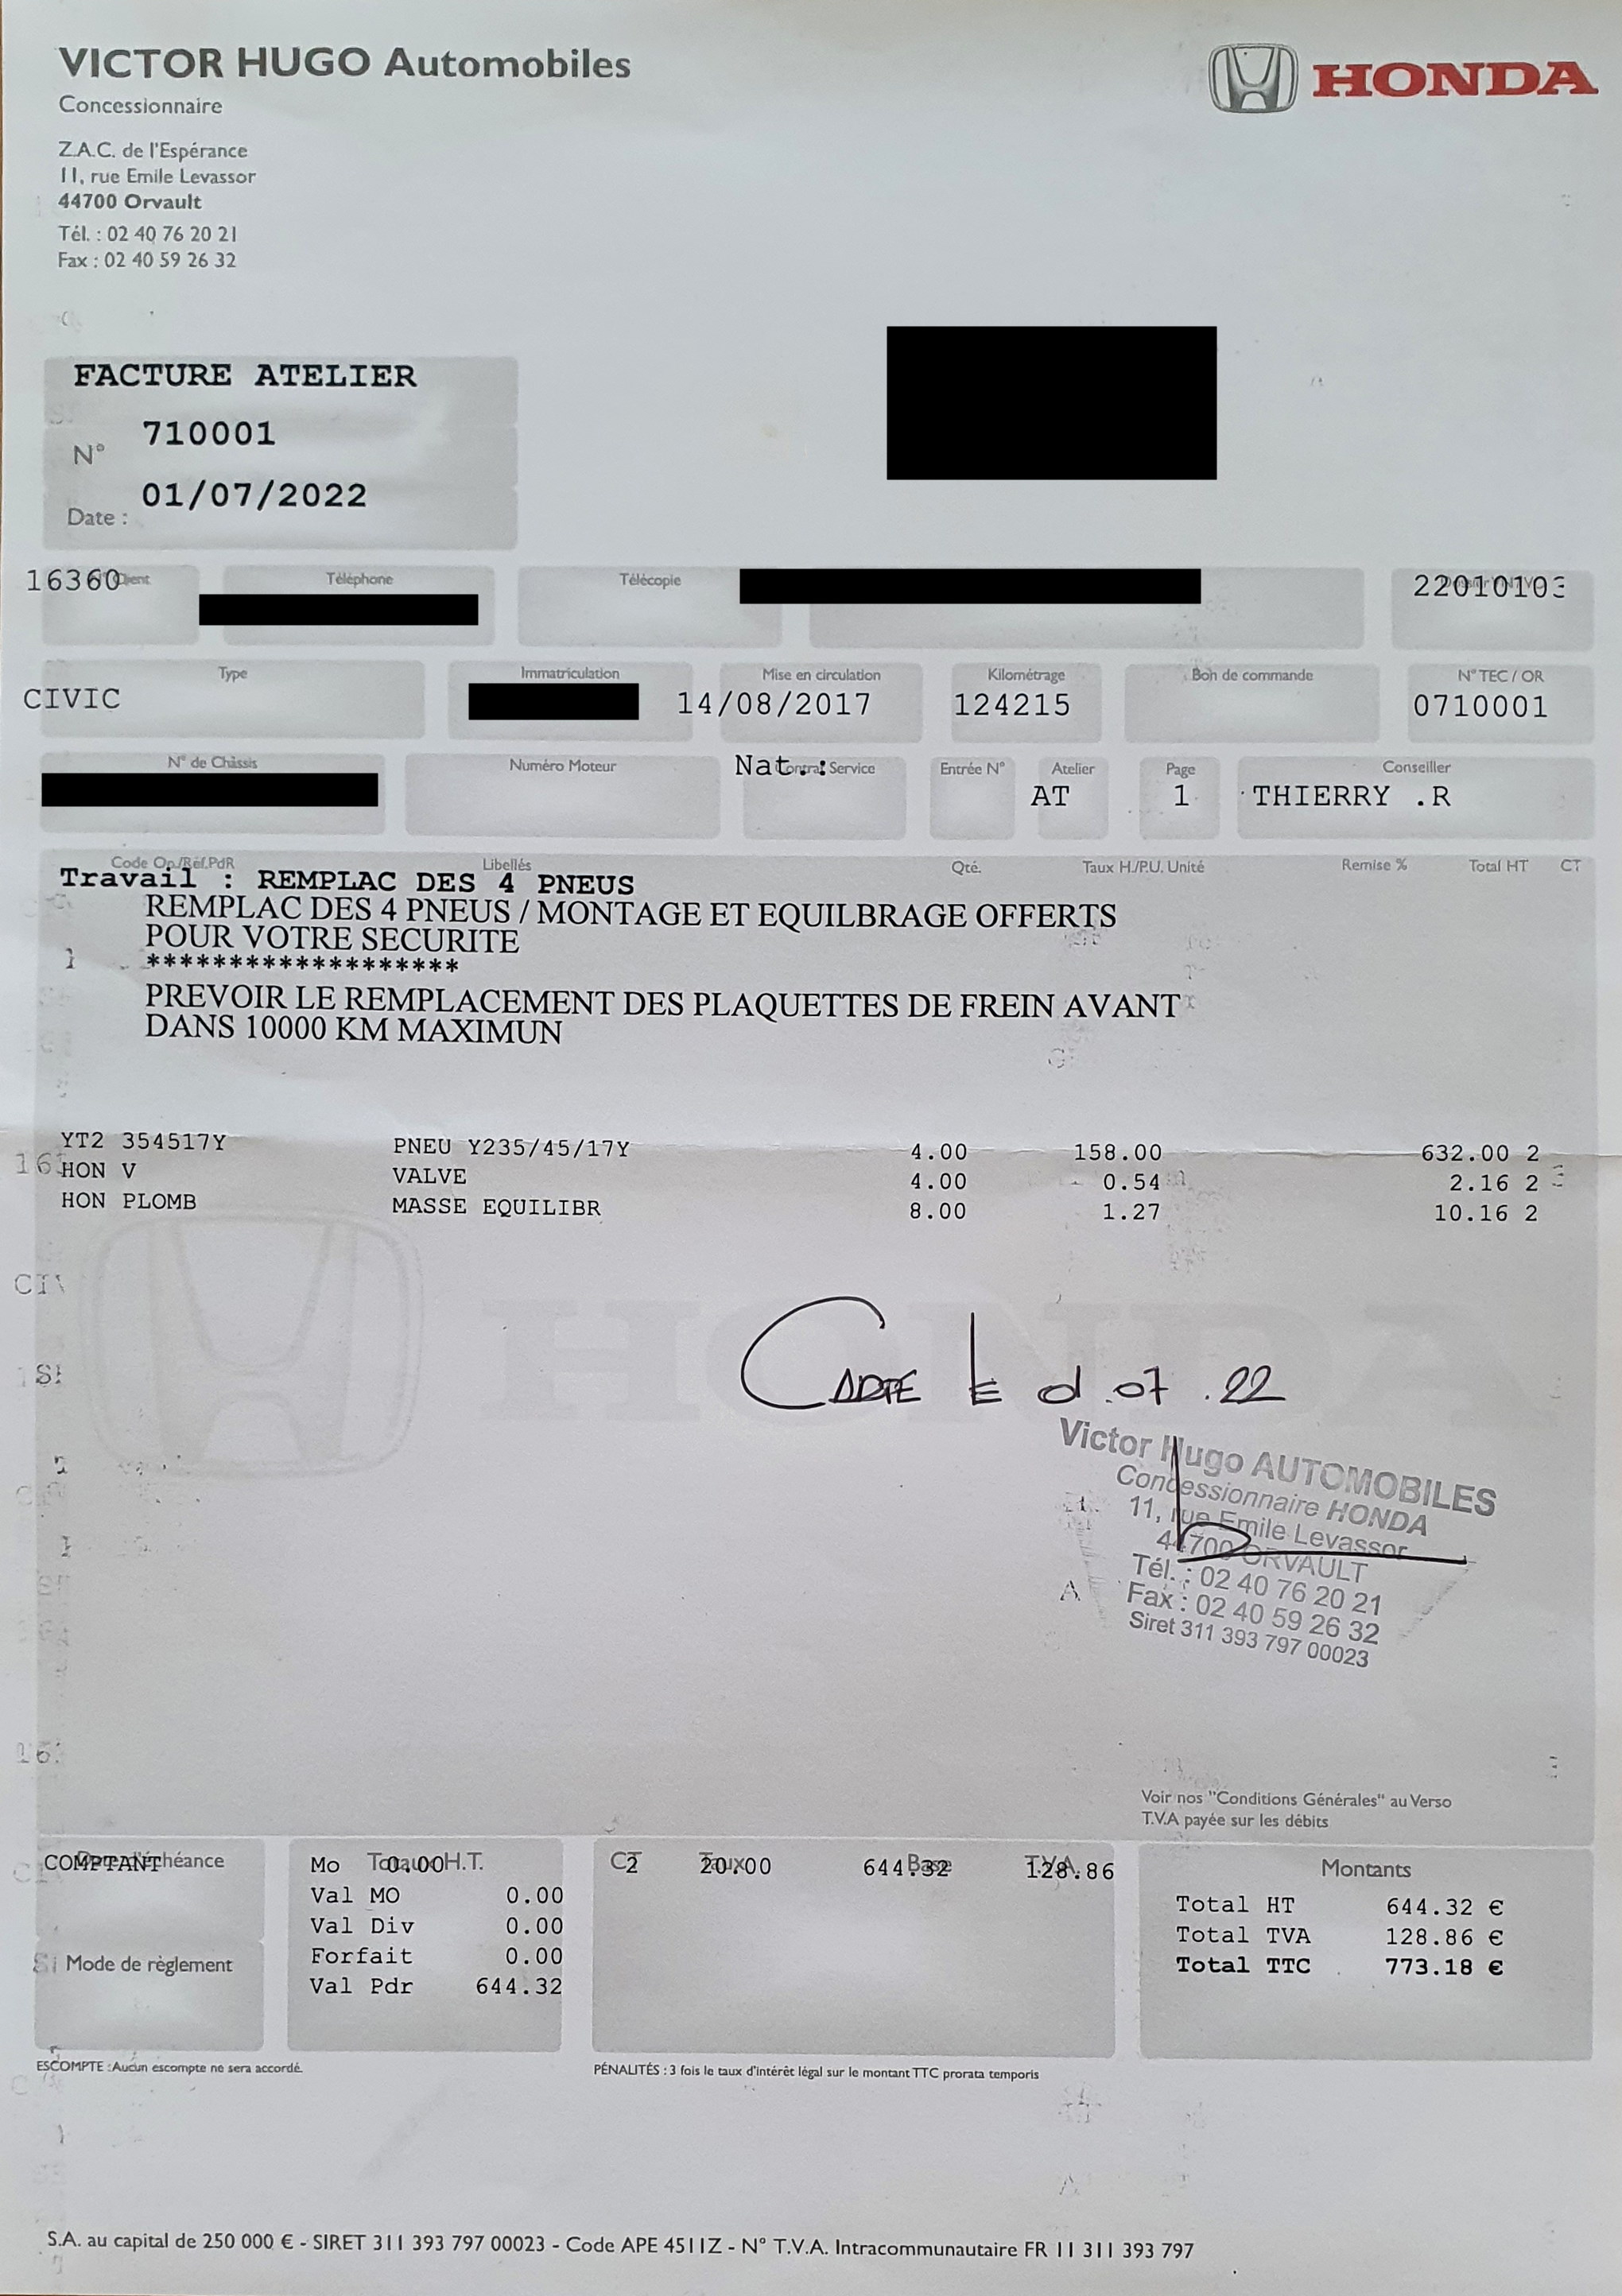 VICTOR HUGO Automobiles
HONDA
Concessionnaire
Z.A.C. de l'Espérance
11, rue Emile Levassor
44700 Orvault
Tél. : 02 40 76 20 21
Fax : 02 40 59 26 32
FACTURE ATELIER
N° 710001
Date : 01/07/2022
Téléphone Télécopie
16360 22010103
Type Immatriculation Mise en circulation Kilométrage Bon de commande N° TEC / OR
CIVIC 14/08/2017 124215 0710001
N° de Châssis Numéro Moteur Contrat Service Entrée N° Atelier Page Conseiller
Nat.: AT 1 THIERRY .R
Code Op./Réf.PdR Libellés Qté. Taux H./P.U. Unité Remise % Total HT CT
Travail : REMPLAC DES 4 PNEUS
REMPLAC DES 4 PNEUS / MONTAGE ET EQUILBRAGE OFFERTS
POUR VOTRE SECURITE
*******************
PREVOIR LE REMPLACEMENT DES PLAQUETTES DE FREIN AVANT
DANS 10000 KM MAXIMUN
YT2 354517Y PNEU Y235/45/17Y 4.00 158.00 632.00 2
HON V VALVE 4.00 0.54 2.16 2
HON PLOMB MASSE EQUILIBR 8.00 1.27 10.16 2
HONDA
LE 07.22
Victor Hugo AUTOMOBILES
Concessionnaire HONDA
11, rue Emile Levassor
44700 ORVAULT
Tél. : 02 40 76 20 21
Fax : 02 40 59 26 32
Siret 311 393 797 00023
Voir nos "Conditions Générales" au Verso
T.V.A payée sur les débits
COMPTANT
Totaux H.T. CT Taux Base T.V.A. Montants
Mo 0.00 2 20.00 644.32 128.86
Val MO 0.00
Val Div 0.00
Forfait 0.00
Val Pdr 644.32
Total HT 644.32 €
Total TVA 128.86 €
Total TTC 773.18 €
Mode de règlement
ESCOMPTE : Aucun escompte ne sera accordé.
PÉNALITÉS : 3 fois le taux d'intérêt légal sur le montant TTC prorata temporis
S.A. au capital de 250 000 € - SIRET 311 393 797 00023 - Code APE 4511Z - N° T.V.A. Intracommunautaire FR 11 311 393 797